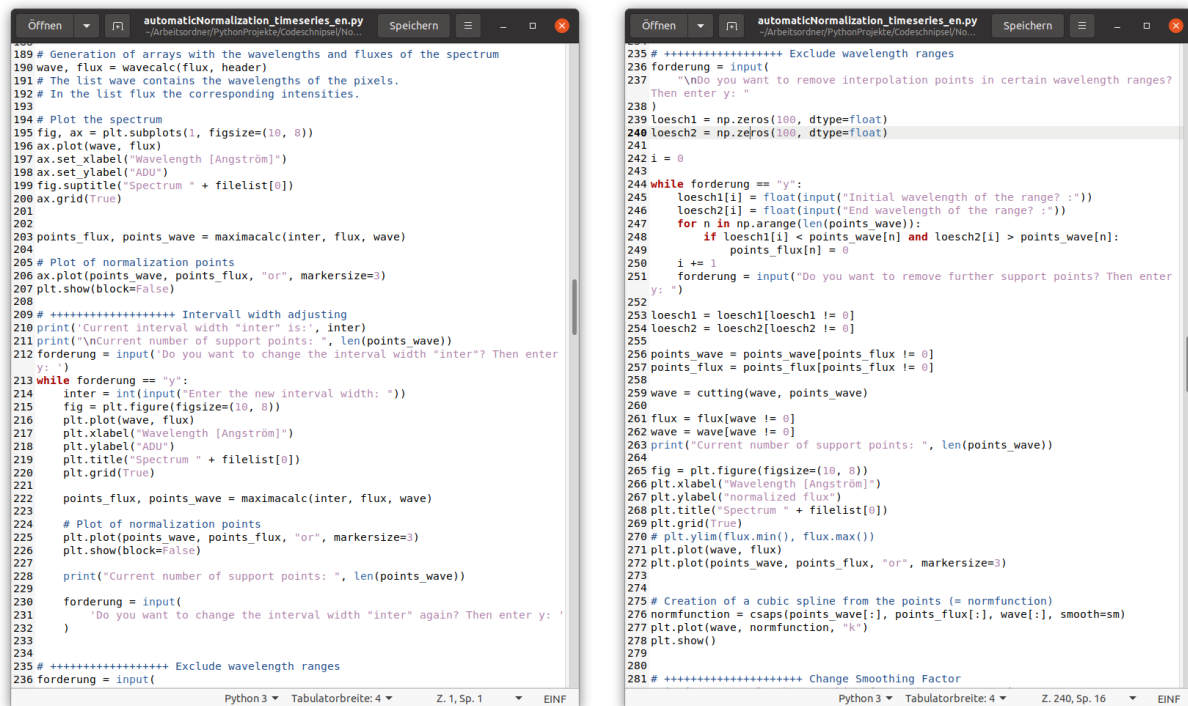 Öffnen
automaticNormalization_timeseries_en.py
~/Arbeitsordner/PythonProjekte/Codeschnipsel/No...
Speichern
189 # Generation of arrays with the wavelengths and fluxes of the spectrum
190 wave, flux = wavecalc(flux, header)
191 # The list wave contains the wavelengths of the pixels.
192 # In the list flux the corresponding intensities.
193
194 # Plot the spectrum
195 fig, ax = plt.subplots(1, figsize=(10, 8))
196 ax.plot(wave, flux)
197 ax.set_xlabel("Wavelength [Angström]")
198 ax.set_ylabel("ADU")
199 fig.suptitle("Spectrum " + filelist[0])
200 ax.grid(True)
201
202
203 points_flux, points_wave = maximacalc(inter, flux, wave)
204
205 # Plot of normalization points
206 ax.plot(points_wave, points_flux, "or", markersize=3)
207 plt.show(block=False)
208
209 # +++++++++++++++++++ Intervall width adjusting
210 print('Current interval width "inter" is:', inter)
211 print("\nCurrent number of support points: ", len(points_wave))
212 forderung = input('Do you want to change the interval width "inter"? Then enter
y: ')
213 while forderung == "y":
214     inter = int(input("Enter the new interval width: "))
215     fig = plt.figure(figsize=(10, 8))
216     plt.plot(wave, flux)
217     plt.xlabel("Wavelength [Angström]")
218     plt.ylabel("ADU")
219     plt.title("Spectrum " + filelist[0])
220     plt.grid(True)
221
222     points_flux, points_wave = maximacalc(inter, flux, wave)
223
224     # Plot of normalization points
225     plt.plot(points_wave, points_flux, "or", markersize=3)
226     plt.show(block=False)
227
228     print("Current number of support points: ", len(points_wave))
229
230     forderung = input(
231         'Do you want to change the interval width "inter" again? Then enter y: '
232     )
233
234
235 # ++++++++++++++++++ Exclude wavelength ranges
236 forderung = input(
Python 3
Tabulatorbreite: 4
Z. 1, Sp. 1
EINF
Öffnen
automaticNormalization_timeseries_en.py
~/Arbeitsordner/PythonProjekte/Codeschnipsel/No...
Speichern
235 # ++++++++++++++++++ Exclude wavelength ranges
236 forderung = input(
237     "\nDo you want to remove interpolation points in certain wavelength ranges?
Then enter y: "
238 )
239 loesch1 = np.zeros(100, dtype=float)
240 loesch2 = np.zeros(100, dtype=float)
241
242 i = 0
243
244 while forderung == "y":
245     loesch1[i] = float(input("Initial wavelength of the range? :"))
246     loesch2[i] = float(input("End wavelength of the range? :"))
247     for n in np.arange(len(points_wave)):
248         if loesch1[i] < points_wave[n] and loesch2[i] > points_wave[n]:
249             points_flux[n] = 0
250     i += 1
251     forderung = input("Do you want to remove further support points? Then enter
y: ")
252
253 loesch1 = loesch1[loesch1 != 0]
254 loesch2 = loesch2[loesch2 != 0]
255
256 points_wave = points_wave[points_flux != 0]
257 points_flux = points_flux[points_flux != 0]
258
259 wave = cutting(wave, points_wave)
260
261 flux = flux[wave != 0]
262 wave = wave[wave != 0]
263 print("Current number of support points: ", len(points_wave))
264
265 fig = plt.figure(figsize=(10, 8))
266 plt.xlabel("Wavelength [Angström]")
267 plt.ylabel("normalized flux")
268 plt.title("Spectrum " + filelist[0])
269 plt.grid(True)
270 # plt.ylim(flux.min(), flux.max())
271 plt.plot(wave, flux)
272 plt.plot(points_wave, points_flux, "or", markersize=3)
273
274
275 # Creation of a cubic spline from the points (= normfunction)
276 normfunction = csaps(points_wave[:], points_flux[:], wave[:], smooth=sm)
277 plt.plot(wave, normfunction, "k")
278 plt.show()
279
280
281 # +++++++++++++++++++++ Change Smoothing Factor
Python 3
Tabulatorbreite: 4
Z. 240, Sp. 16
EINF